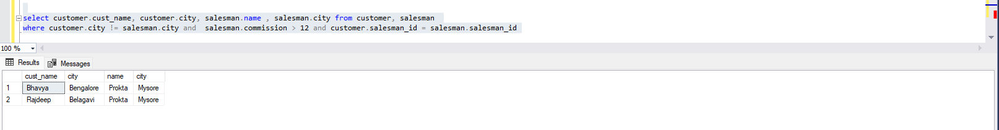 select customer.cust_name, customer.city, salesman.name , salesman.city from customer, salesman
where customer.city != salesman.city and  salesman.commission > 12 and customer.salesman_id = salesman.salesman_id
100 %
Results Messages
cust_name city name city
1 Bhavya Bengalore Prokta Mysore
2 Rajdeep Belagavi Prokta Mysore